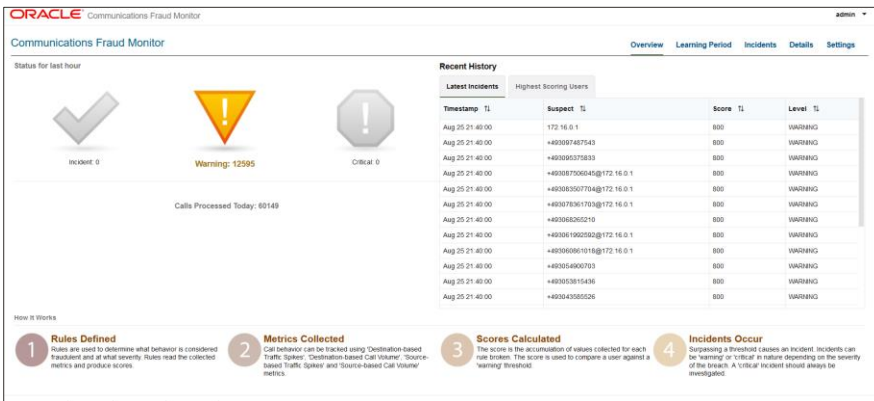 ORACLE Communications Fraud Monitor
admin
Communications Fraud Monitor
Overview Learning Period Incidents Details Settings
Status for last hour
Incident: 0
Warning: 12595
Critical: 0
Calls Processed Today: 60149
Recent History
Latest Incidents Highest Scoring Users
Timestamp Suspect Score Level
Aug 25 21:40:00 172.16.0.1 800 WARNING
Aug 25 21:40:00 +493097487543 800 WARNING
Aug 25 21:40:00 +493095375833 800 WARNING
Aug 25 21:40:00 +493087506045@172.16.0.1 800 WARNING
Aug 25 21:40:00 +493083507704@172.16.0.1 800 WARNING
Aug 25 21:40:00 +493078361703@172.16.0.1 800 WARNING
Aug 25 21:40:00 +493068265210 800 WARNING
Aug 25 21:40:00 +493061992592@172.16.0.1 800 WARNING
Aug 25 21:40:00 +493060861018@172.16.0.1 800 WARNING
Aug 25 21:40:00 +493054900703 800 WARNING
Aug 25 21:40:00 +493053815436 800 WARNING
Aug 25 21:40:00 +493043585526 800 WARNING
How It Works
1
Rules Defined
Rules are used to determine what behavior is considered
fraudulent and at what severity. Rules read the collected
metrics and produce scores.
2
Metrics Collected
Call behavior can be tracked using 'Destination-based
Traffic Spikes', 'Destination-based Call Volume', 'Source-
based Traffic Spikes' and 'Source-based Call Volume'
metrics.
3
Scores Calculated
The score is the accumulation of values collected for each
rule broken. The score is used to compare a user against a
'warning' threshold.
4
Incidents Occur
Surpassing a threshold causes an incident. Incidents can
be 'warning' or 'critical' in nature depending on the severity
of the breach. A 'critical' incident should always be
investigated.